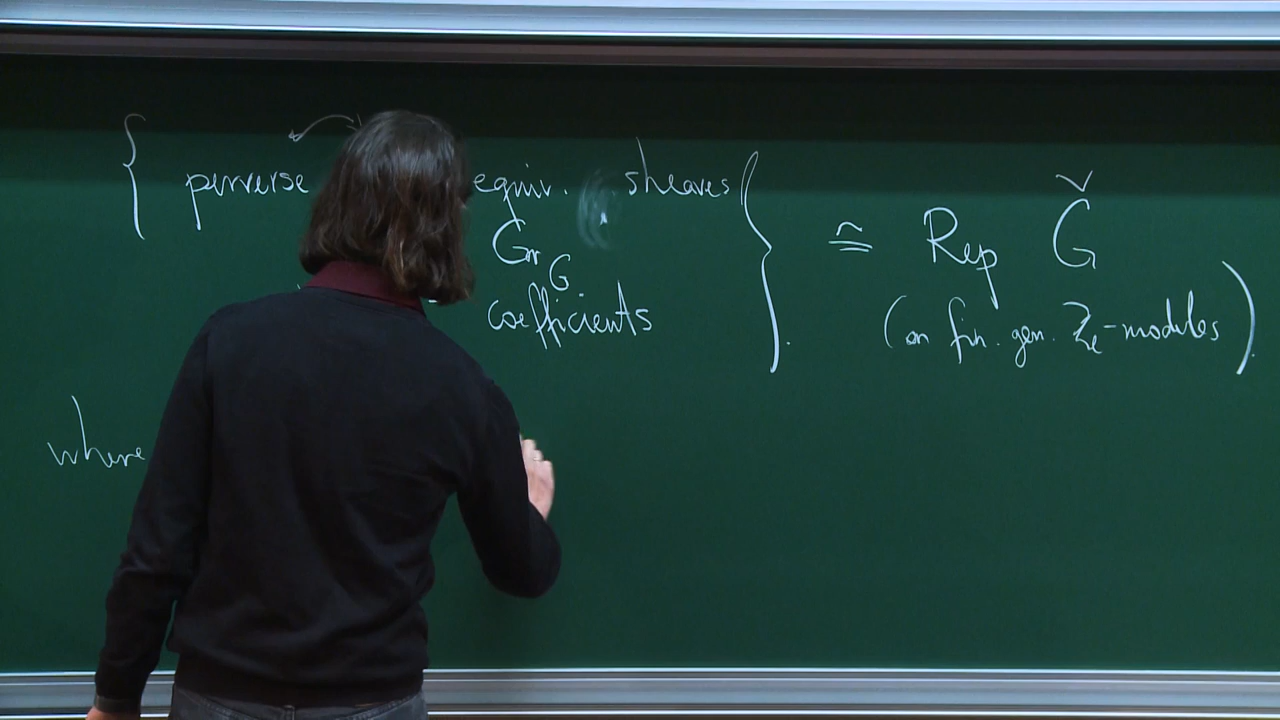 { perverse equiv. sheaves } ≅ Rep Ǧ
Gr_G
coefficients
(on fin. gen. ℤ_ℓ-modules).
where